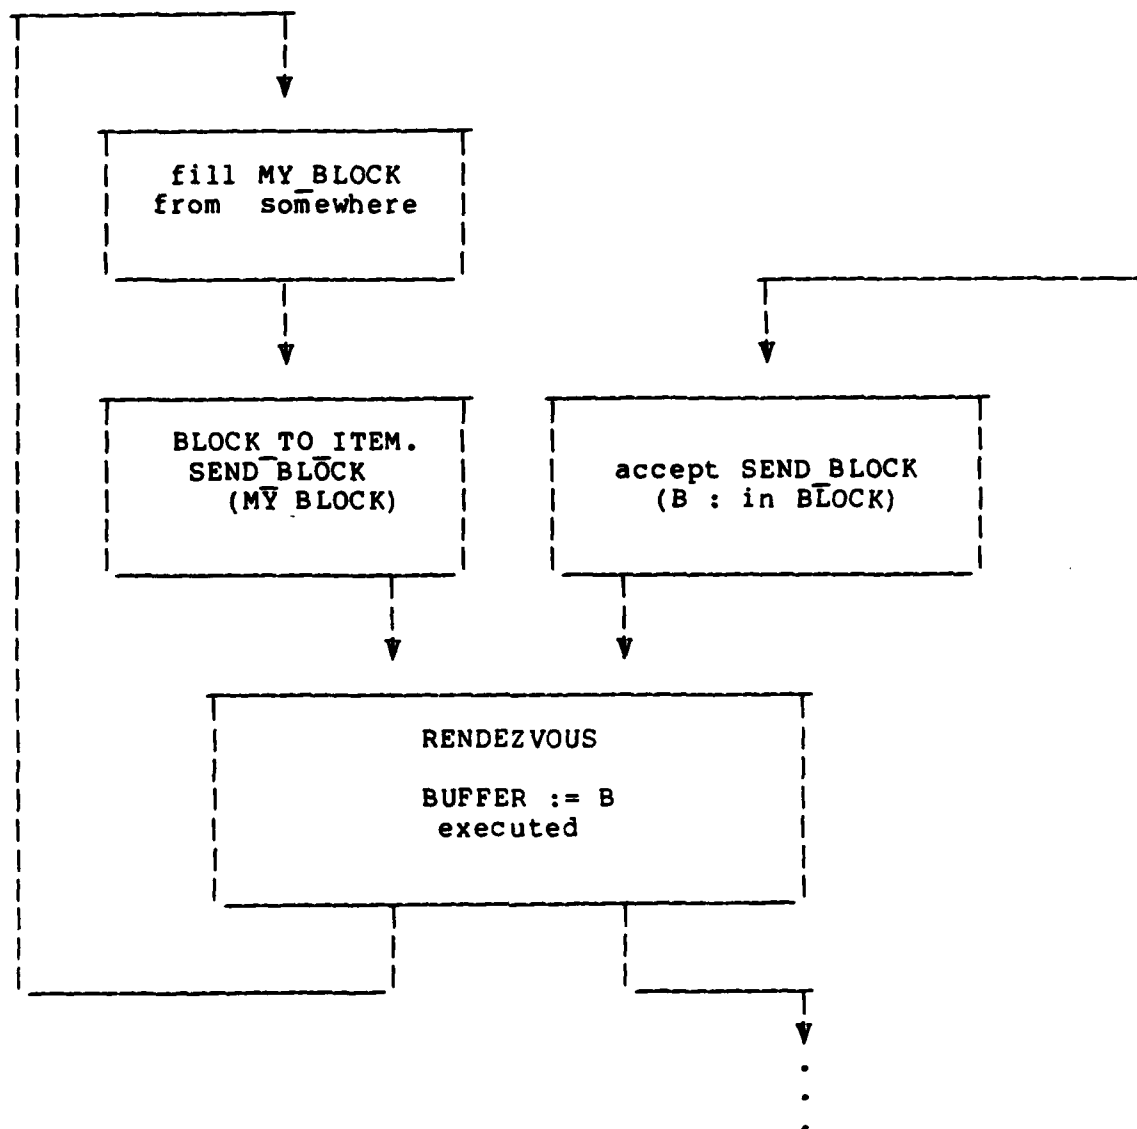 fill MY_BLOCK
from somewhere
BLOCK_TO_ITEM.
SEND_BLOCK
(MY_BLOCK)
accept SEND_BLOCK
(B : in BLOCK)
RENDEZVOUS
BUFFER := B
executed